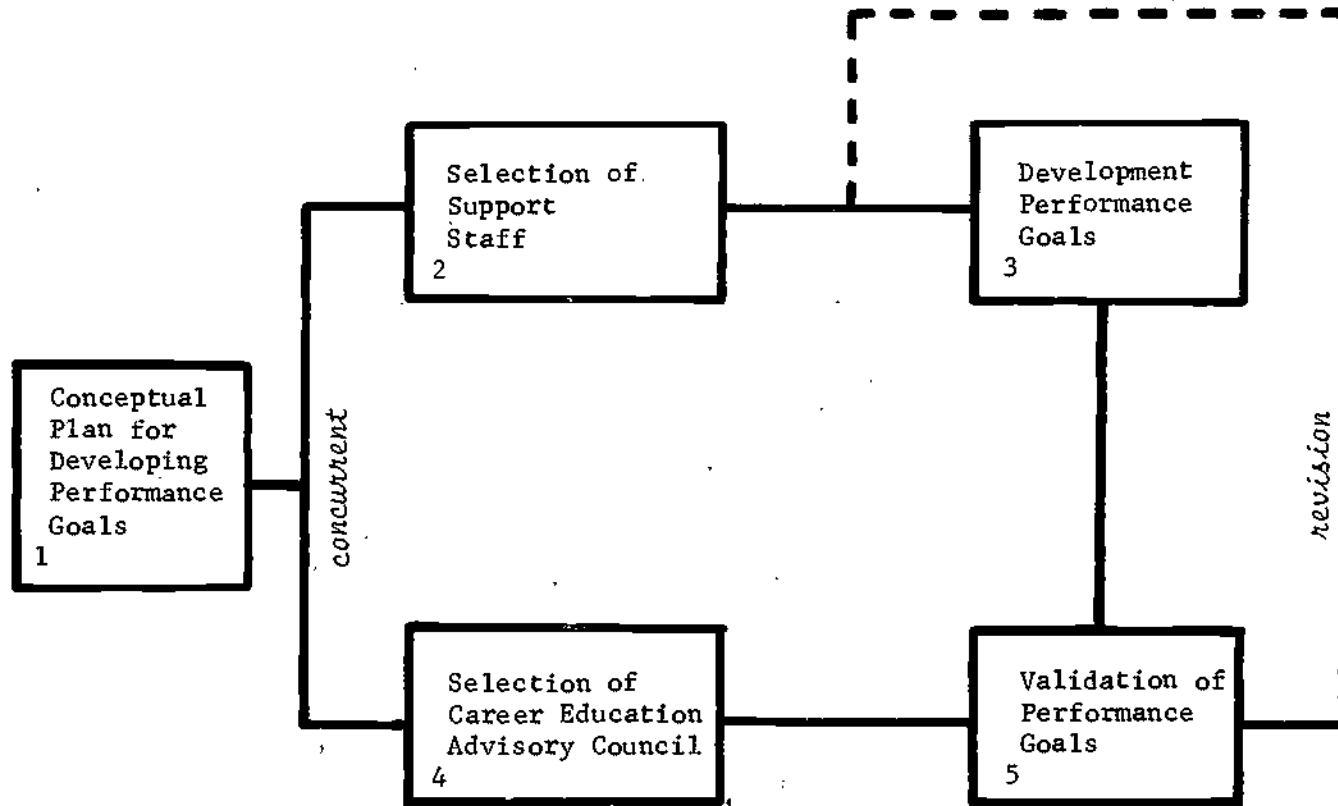 Selection of
Support
Staff
2
Development
Performance
Goals
3
Conceptual
Plan for
Developing
Performance
Goals
1
concurrent
revision
Selection of
Career Education
Advisory Council
4
Validation of
Performance
Goals
5